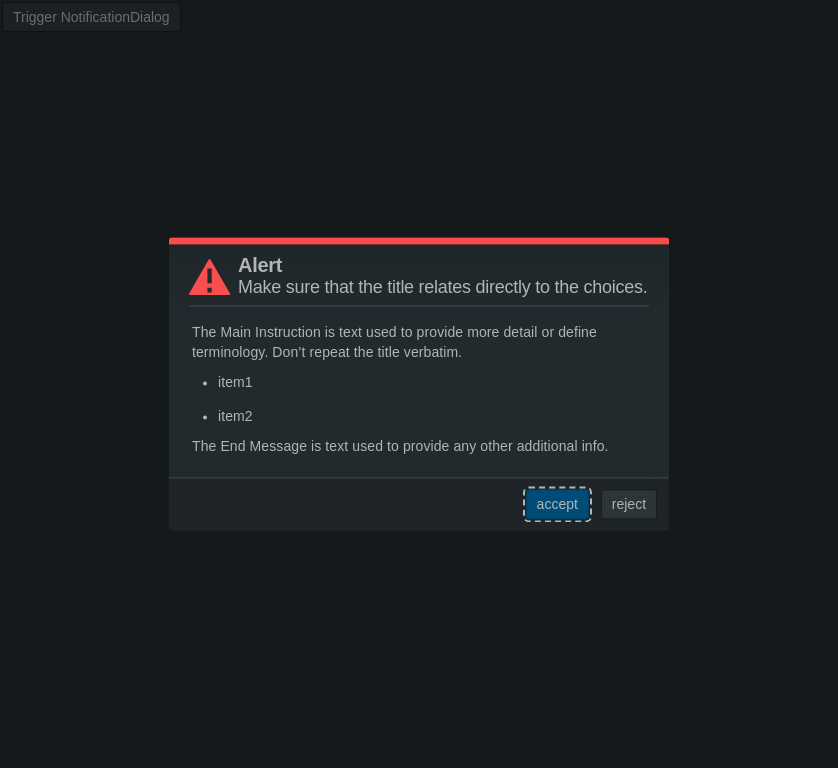 Trigger NotificationDialog
Alert
Make sure that the title relates directly to the choices.
The Main Instruction is text used to provide more detail or define
terminology. Don’t repeat the title verbatim.
• item1
• item2
The End Message is text used to provide any other additional info.
accept reject